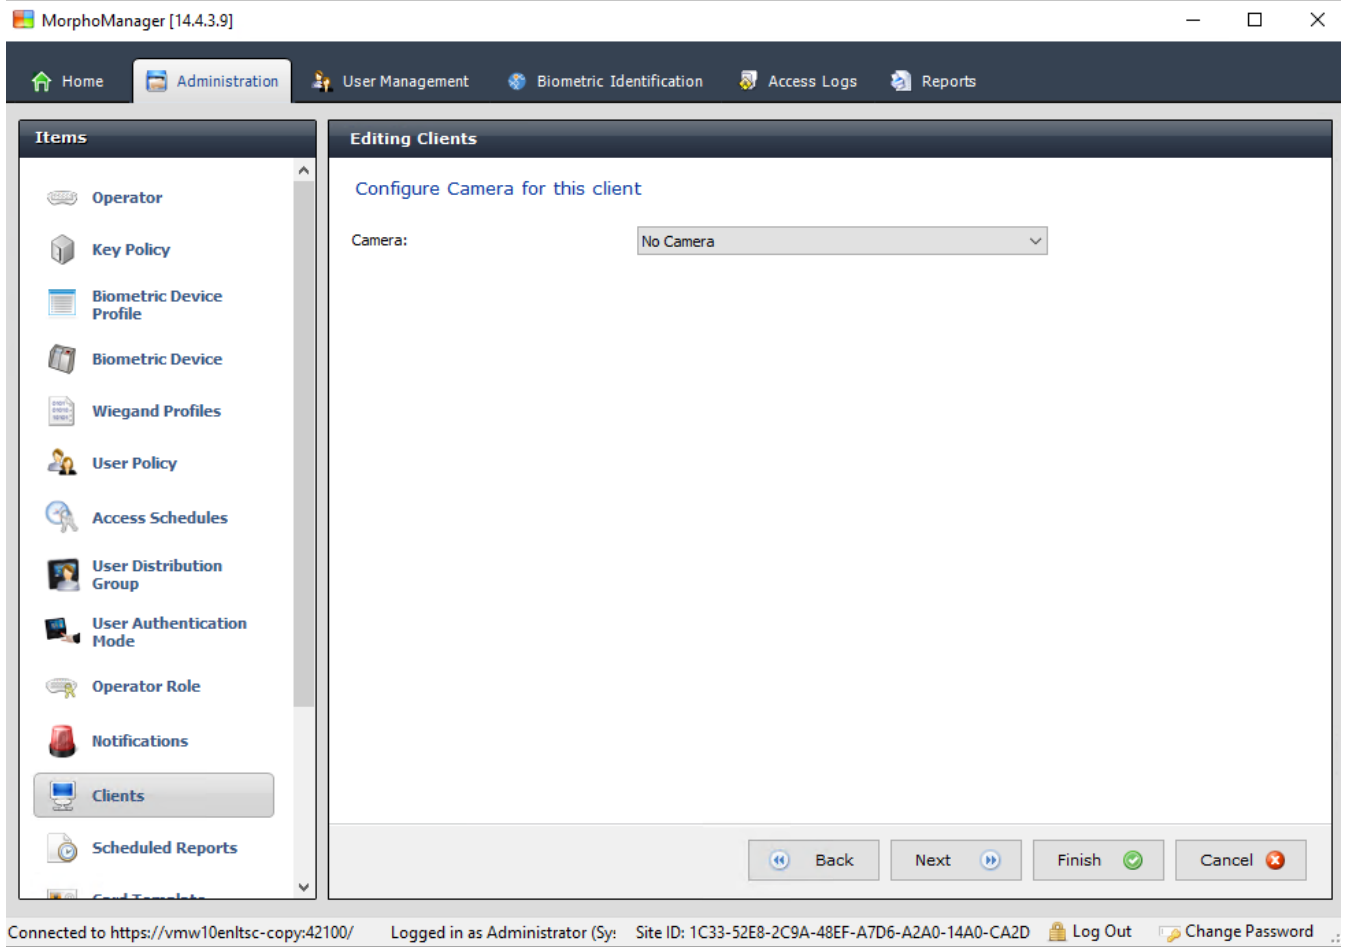 MorphoManager [14.4.3.9]
Home
Administration
User Management
Biometric Identification
Access Logs
Reports
Items
Operator
Key Policy
Biometric Device
Profile
Biometric Device
Wiegand Profiles
User Policy
Access Schedules
User Distribution
Group
User Authentication
Mode
Operator Role
Notifications
Clients
Scheduled Reports
Card Template
Editing Clients
Configure Camera for this client
Camera:
No Camera
Back
Next
Finish
Cancel
Connected to https://vmw10enltsc-copy:42100/
Logged in as Administrator (Sy:
Site ID: 1C33-52E8-2C9A-48EF-A7D6-A2A0-14A0-CA2D
Log Out
Change Password